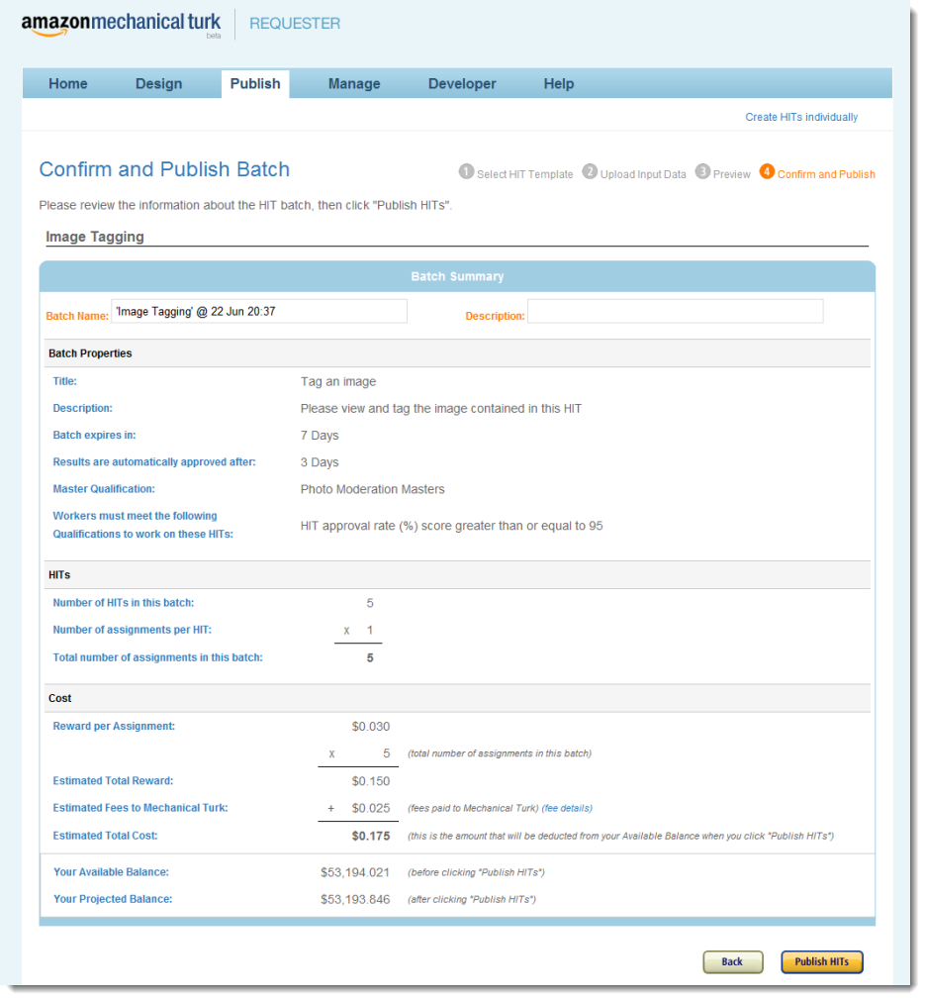 amazonmechanical turk
beta
REQUESTER
Home Design Publish Manage Developer Help
Create HITs individually
Confirm and Publish Batch
1 Select HIT Template 2 Upload Input Data 3 Preview 4 Confirm and Publish
Please review the information about the HIT batch, then click "Publish HITs".
Image Tagging
Batch Summary
Batch Name: 'Image Tagging' @ 22 Jun 20:37 Description:
Batch Properties
Title: Tag an image
Description: Please view and tag the image contained in this HIT
Batch expires in: 7 Days
Results are automatically approved after: 3 Days
Master Qualification: Photo Moderation Masters
Workers must meet the following
Qualifications to work on these HITs: HIT approval rate (%) score greater than or equal to 95
HITs
Number of HITs in this batch: 5
Number of assignments per HIT: x 1
Total number of assignments in this batch: 5
Cost
Reward per Assignment: $0.030
x 5 (total number of assignments in this batch)
Estimated Total Reward: $0.150
Estimated Fees to Mechanical Turk: + $0.025 (fees paid to Mechanical Turk) (fee details)
Estimated Total Cost: $0.175 (this is the amount that will be deducted from your Available Balance when you click "Publish HITs")
Your Available Balance: $53,194.021 (before clicking "Publish HITs")
Your Projected Balance: $53,193.846 (after clicking "Publish HITs")
Back Publish HITs